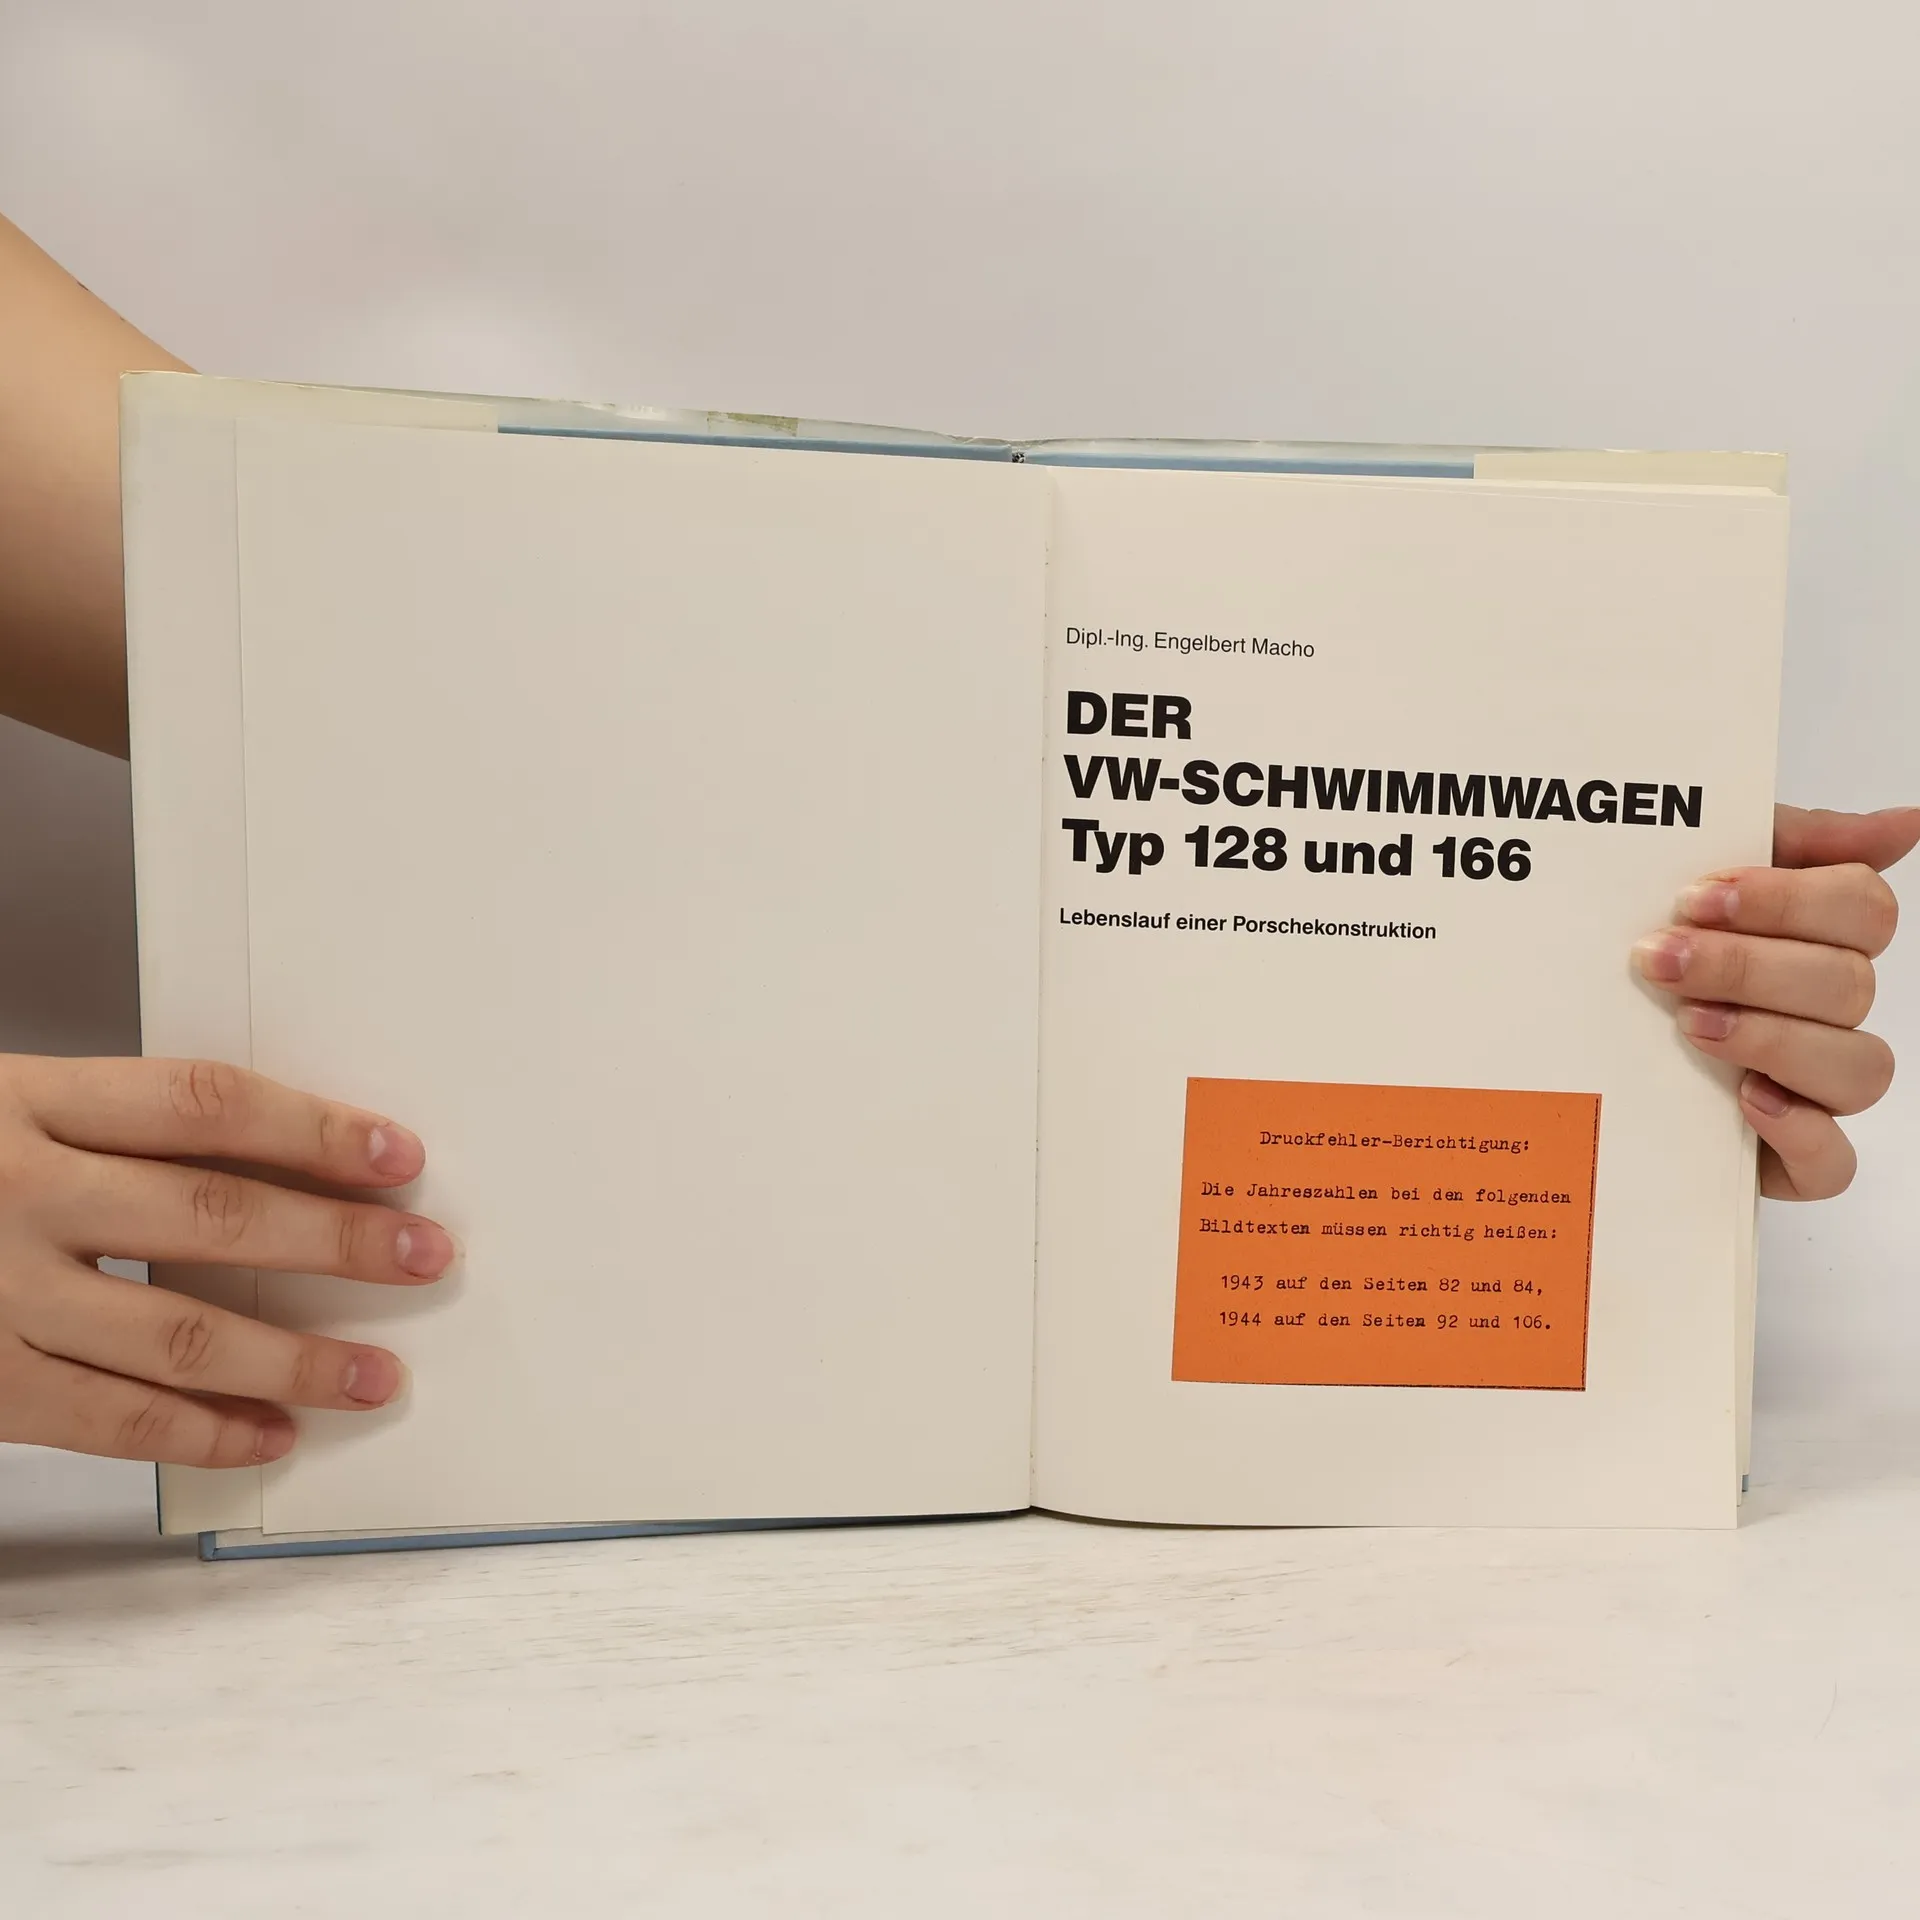 Dipl.-Ing. Engelbert Macho
DER
VW-SCHWIMMWAGEN
Typ 128 und 166
Lebenslauf einer Porschekonstruktion
Druckfehler-Berichtigung:
Die Jahreszahlen bei den folgenden
Bildtexten müssen richtig heißen:
1943 auf den Seiten 82 und 84,
1944 auf den Seiten 92 und 106.